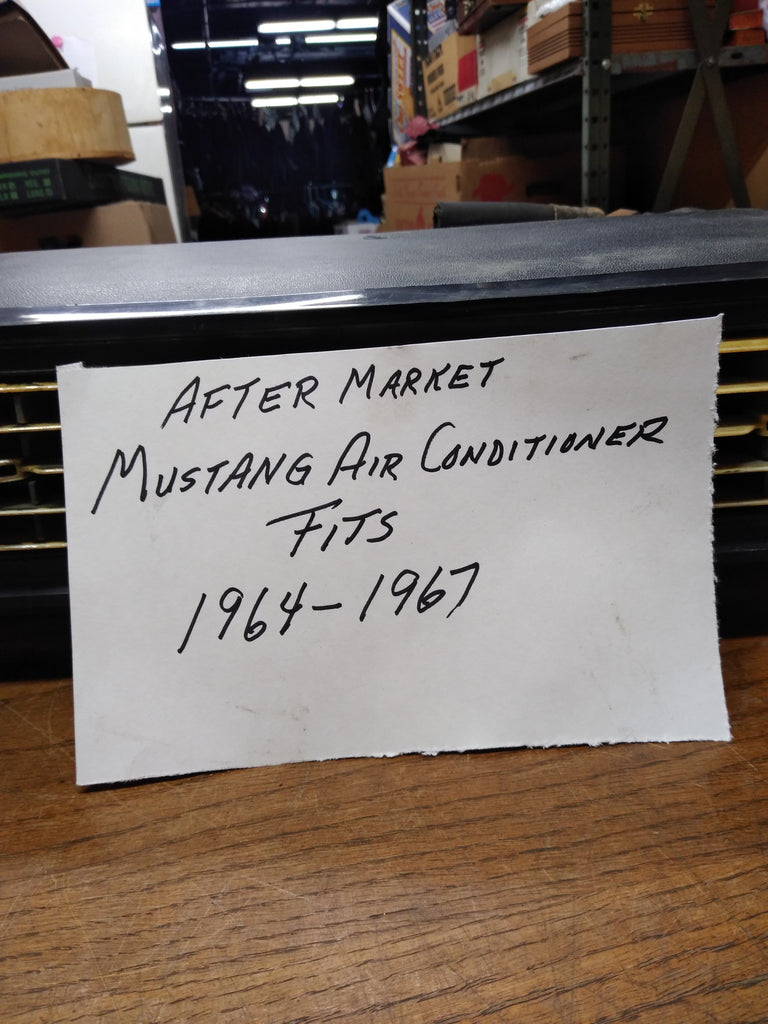 AFTER MARKET
MUSTANG AIR CONDITIONER
FITS
1964-1967